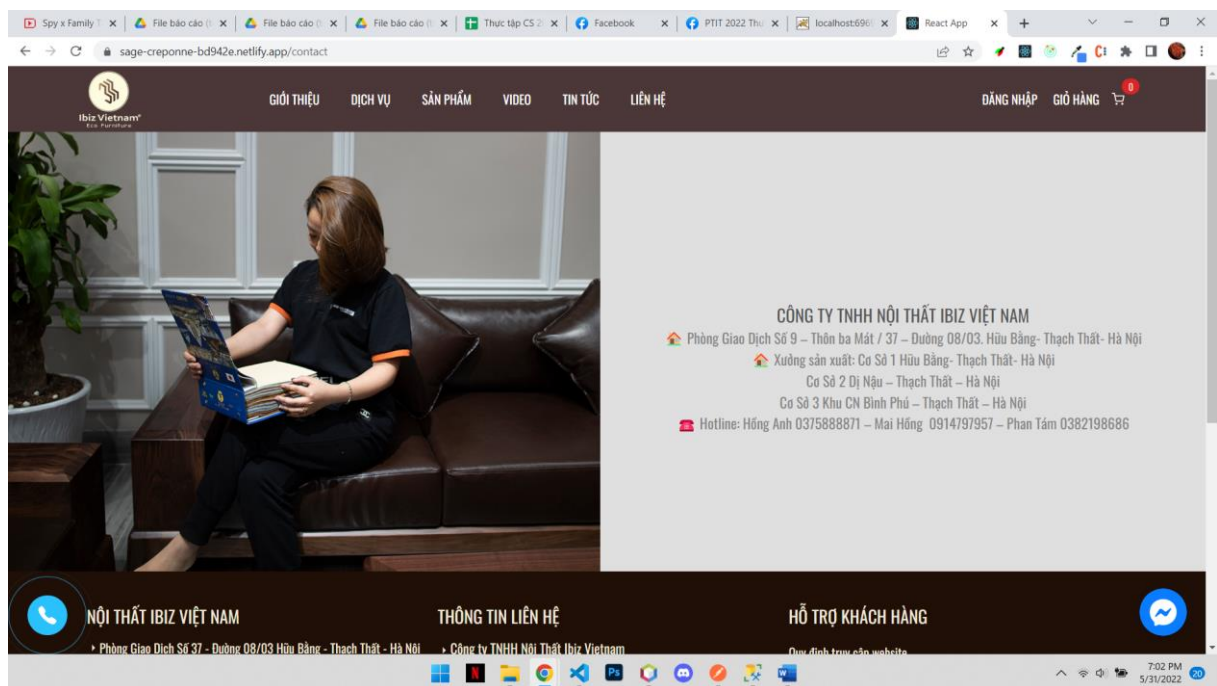 Spy x Family T
File báo cáo (
File báo cáo (
File báo cáo (
Thực tập CS 2
Facebook
PTIT 2022 Thu
localhost:696
React App
sage-creponne-bd942e.netlify.app/contact
Ibiz Vietnam
Eco Furniture
GIỚI THIỆU
DỊCH VỤ
SẢN PHẨM
VIDEO
TIN TỨC
LIÊN HỆ
ĐĂNG NHẬP
GIỎ HÀNG
0
CÔNG TY TNHH NỘI THẤT IBIZ VIỆT NAM
Phòng Giao Dịch Số 9 – Thôn ba Mát / 37 – Đường 08/03. Hữu Bằng- Thạch Thất- Hà Nội
Xưởng sản xuất: Cơ Sở 1 Hữu Bằng- Thạch Thất- Hà Nội
Cơ Sở 2 Dị Nậu – Thạch Thất – Hà Nội
Cơ Sở 3 Khu CN Bình Phú – Thạch Thất – Hà Nội
Hotline: Hồng Anh 0375888871 – Mai Hồng 0914797957 – Phan Tám 0382198686
NỘI THẤT IBIZ VIỆT NAM
THÔNG TIN LIÊN HỆ
HỖ TRỢ KHÁCH HÀNG
Phòng Giao Dịch Số 37 - Đường 08/03 Hữu Bằng - Thạch Thất - Hà Nội
Công ty TNHH Nội Thất Ibiz Vietnam
Quy định truy cập website
7:02 PM
5/31/2022
20